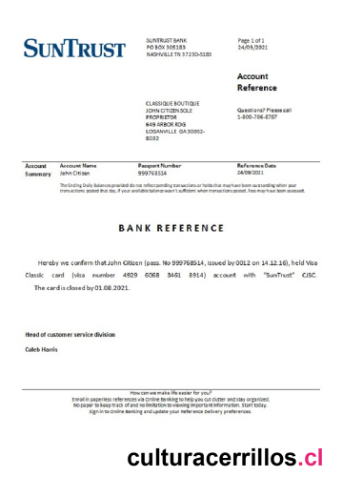 SUNTRUST
SUNTRUST BANK
PO BOX 305183
NASHVILLE TN 37230-5183
Page 1 of 1
24/09/2021
Account
Reference
CLASSIQUE BOUTIQUE
JOHN CITIZEN SOLE
PROPRIETOR
649 ARBOR RDG
LOGANVILLE GA 30052-
8032
Questions? Please call
1-800-786-8787
Account Summary
Account Name
Passport Number
Reference Date
John Citizen
999768514
24/09/2021
The Ending Daily Balances provided do not reflect pending transactions or holds that may have been outstanding when your
transactions posted that day. If your available balance wasn't sufficient when transactions posted, fees may have been assessed.
BANK REFERENCE
Hereby we confirm that John Citizen (pass. No 999768514, issued by 0012 on 14.12.16), held Visa
Classic card (visa number 4929 6068 3461 8914) account with "SunTrust" CJSC.
The card is closed by 01.08.2021.
Head of customer service division
Caleb Harris
How can we make life easier for you?
Enroll in paperless references via Online Banking to help you cut clutter and stay organized.
No paper to keep track of and no limitation to viewing important information. Start today.
Sign in to Online Banking and update your Reference Delivery preferences.
culturacerrillos.cl